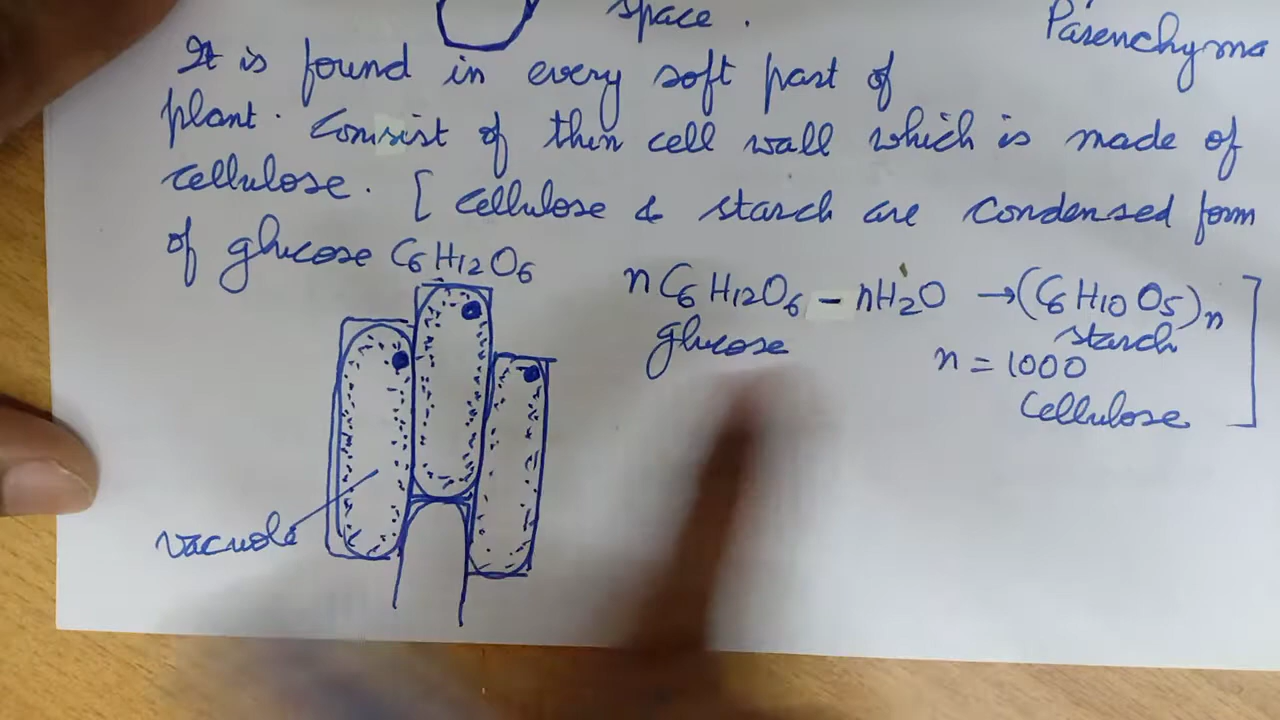 space.
Parenchyma
It is found in every soft part of
plant. Consist of thin cell wall which is made of
cellulose. [ cellulose & starch are condensed form
of glucose C6H12O6
nC6H12O6 - nH2O → (C6H10O5)n
glucose
starch
n = 1000
Cellulose ]
vacuole